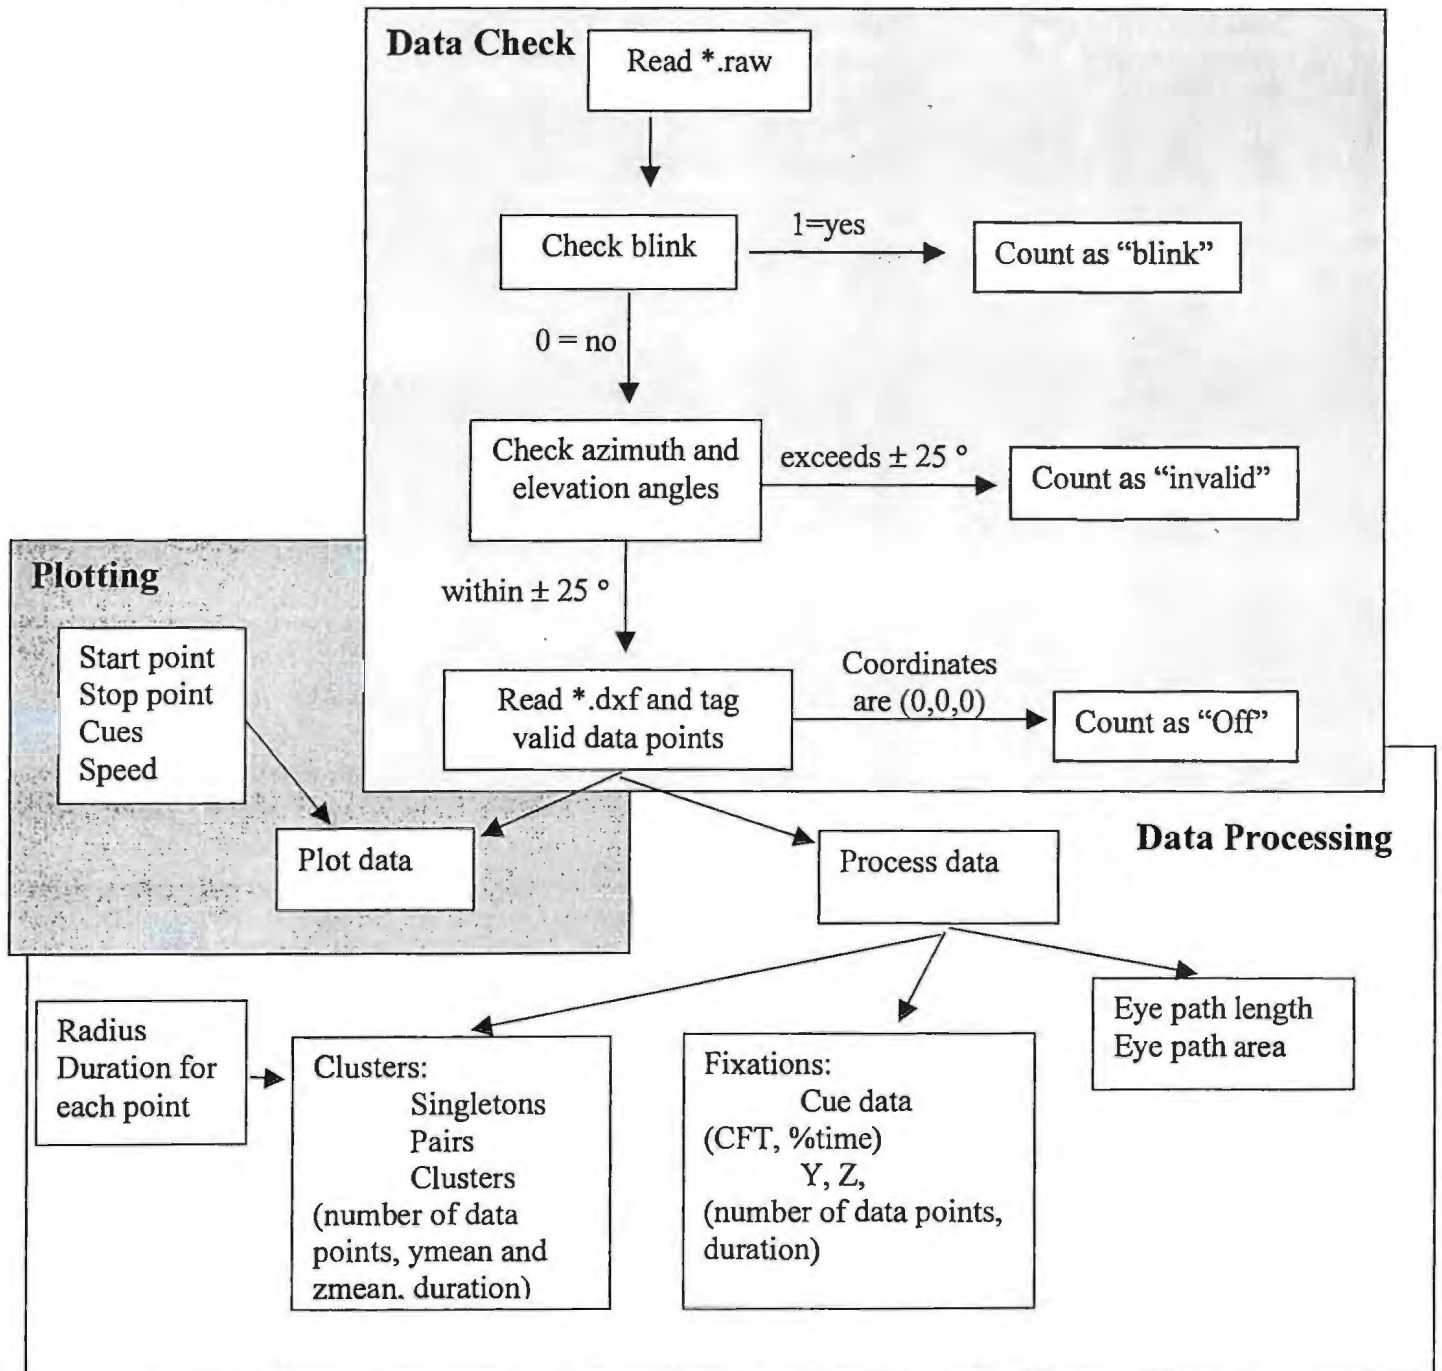 Data Check
Read *.raw
Check blink
1=yes
Count as “blink”
0 = no
Check azimuth and
elevation angles
exceeds ± 25 °
Count as “invalid”
within ± 25 °
Plotting
Start point
Stop point
Cues
Speed
Read *.dxf and tag
valid data points
Coordinates
are (0,0,0)
Count as “Off”
Plot data
Process data
Data Processing
Radius
Duration for
each point
Clusters:
Singletons
Pairs
Clusters
(number of data
points, ymean and
zmean, duration)
Fixations:
Cue data
(CFT, %time)
Y, Z,
(number of data points,
duration)
Eye path length
Eye path area